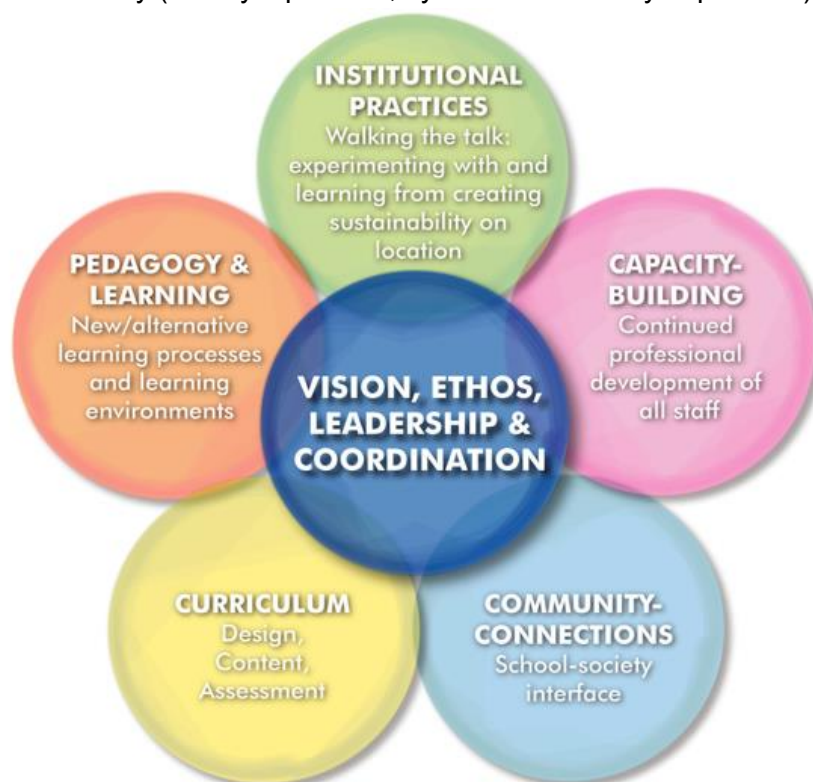 INSTITUTIONAL
PRACTICES
Walking the talk:
experimenting with and
learning from creating
sustainability on
location
PEDAGOGY &
LEARNING
New/alternative
learning processes
and learning
environments
CAPACITY-
BUILDING
Continued
professional
development of
all staff
VISION, ETHOS,
LEADERSHIP &
COORDINATION
CURRICULUM
Design,
Content,
Assessment
COMMUNITY-
CONNECTIONS
School-society
interface